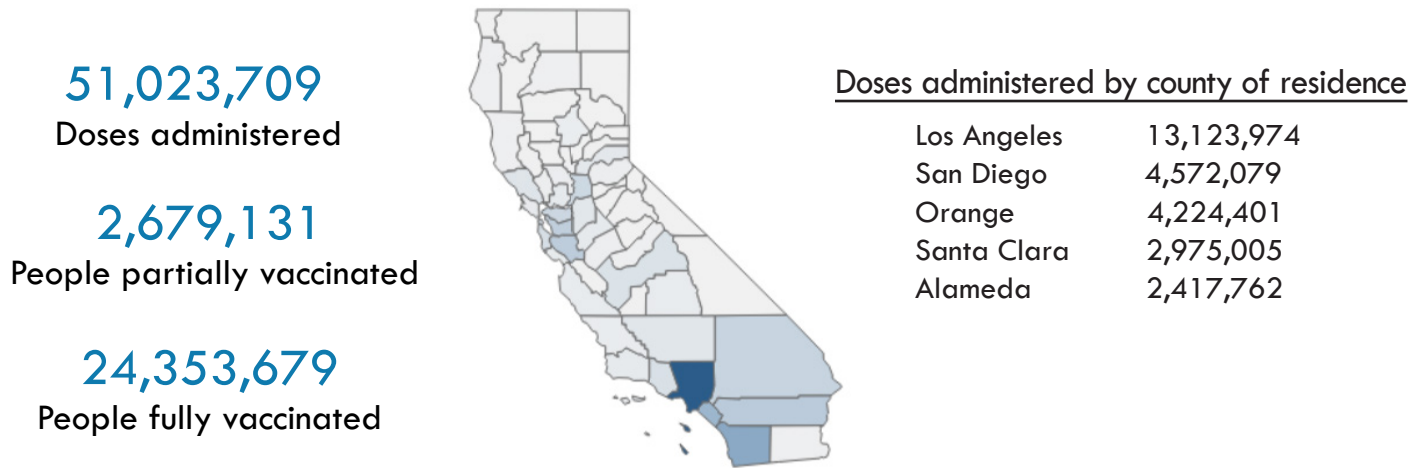 51,023,709
Doses administered
2,679,131
People partially vaccinated
24,353,679
People fully vaccinated
Doses administered by county of residence
Los Angeles 13,123,974
San Diego 4,572,079
Orange 4,224,401
Santa Clara 2,975,005
Alameda 2,417,762